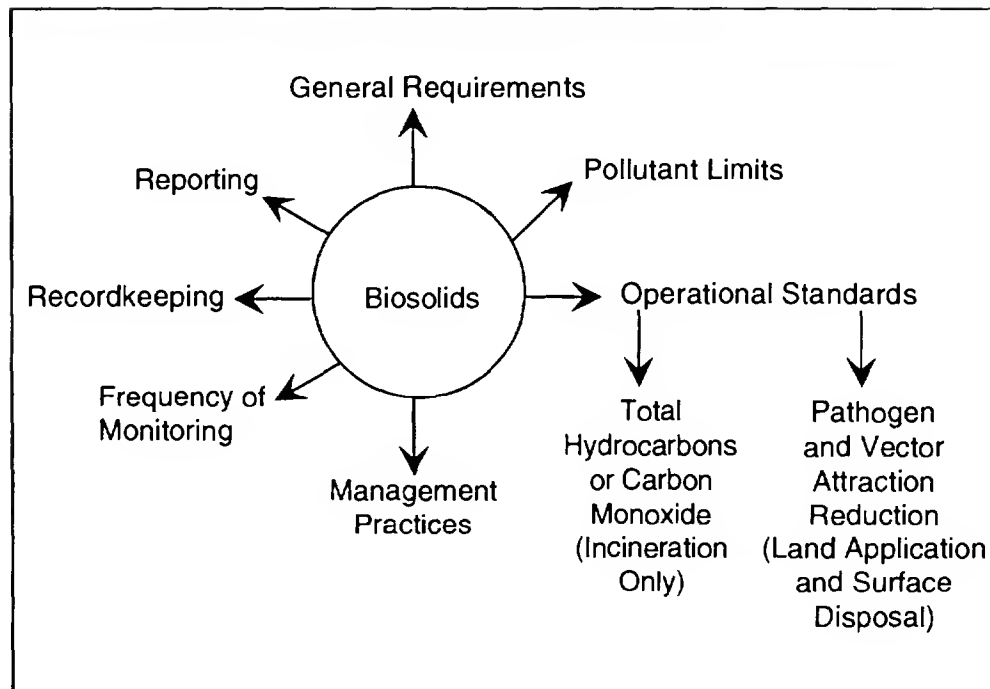 General Requirements
Reporting
Pollutant Limits
Recordkeeping
Biosolids
Operational Standards
Frequency of
Monitoring
Management
Practices
Total
Hydrocarbons
or Carbon
Monoxide
(Incineration
Only)
Pathogen
and Vector
Attraction
Reduction
(Land Application
and Surface
Disposal)